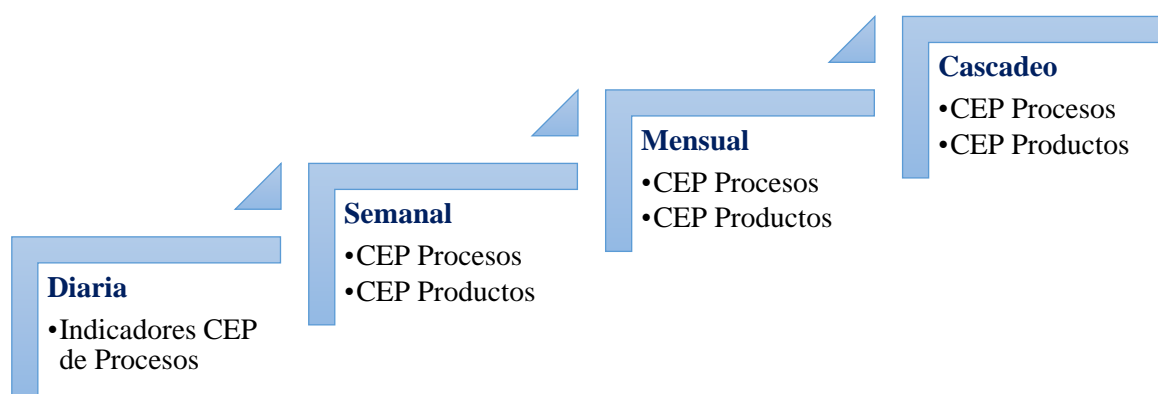 Diaria
•Indicadores CEP
de Procesos
Semanal
•CEP Procesos
•CEP Productos
Mensual
•CEP Procesos
•CEP Productos
Cascadeo
•CEP Procesos
•CEP Productos